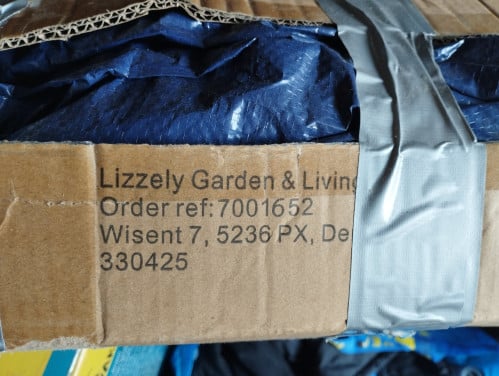 Lizzely Garden & Living
Order ref: 7001652
Wisent 7, 5236 PX, De
330425